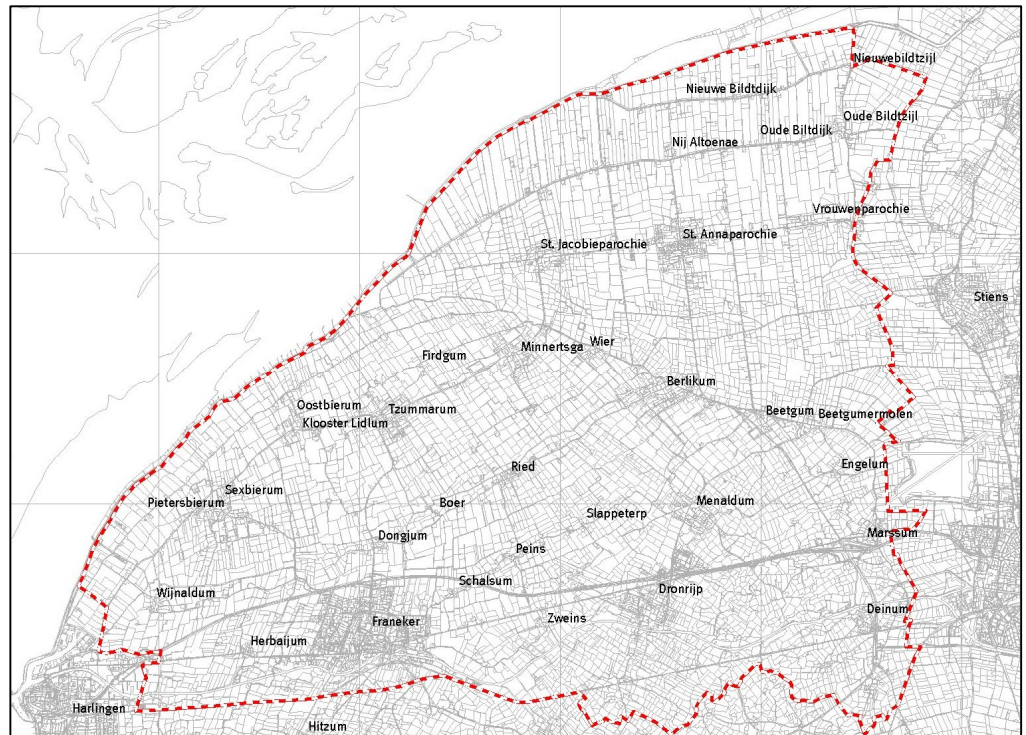 Nieuwebildtzijl
Nieuwe Bildtdijk
Oude Bildtzijl
Oude Biltdijk
Nij Altoenae
Vrouwenparochie
St. Annaparochie
St. Jacobieparochie
Stiens
Wier
Minnertsga
Firdgum
Berlikum
Oostbierum
Tzummarum
Beetgum
Beetgumermolen
Klooster Lidlum
Engelum
Ried
Sexbierum
Pietersbierum
Boer
Menaldum
Slappeterp
Marssum
Dongjum
Peins
Schalsum
Dronrijp
Wijnaldum
Deinum
Zweins
Franeker
Herbaijum
Harlingen
Hitzum